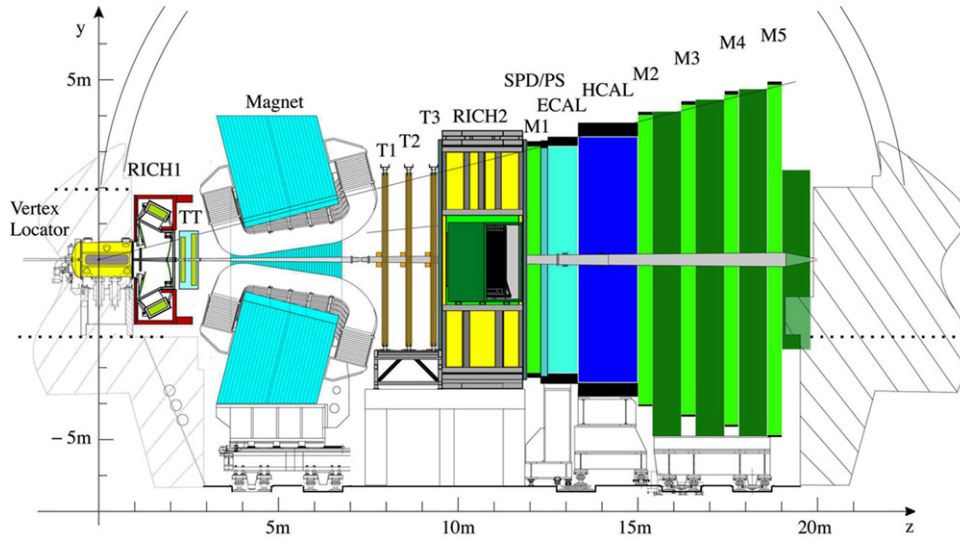 y
5m
Vertex
Locator
RICH1
TT
Magnet
T1
T2
T3
RICH2
M1
SPD/PS
ECAL
HCAL
M2
M3
M4
M5
− 5m
5m
10m
15m
20m
z